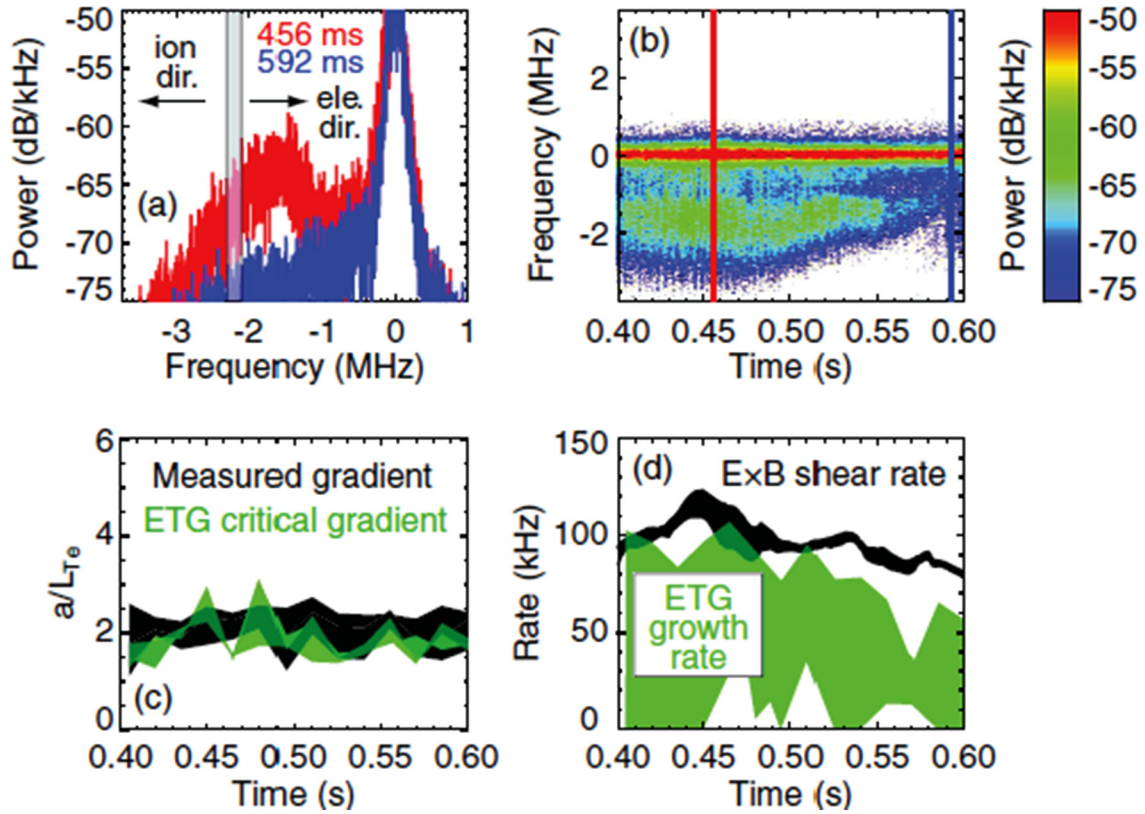 -50
-55
-60
-65
-70
-75
Power (dB/kHz)
ion
dir.
456 ms
592 ms
ele.
dir.
(a)
-3
-2
-1
0
1
Frequency (MHz)
(b)
2
0
-2
Frequency (MHz)
0.40
0.45
0.50
0.55
0.60
Time (s)
-50
-55
-60
-65
-70
-75
Power (dB/kHz)
6
4
2
0
a/LTe
Measured gradient
ETG critical gradient
(c)
0.40
0.45
0.50
0.55
0.60
Time (s)
150
100
50
0
Rate (kHz)
(d)
E×B shear rate
ETG
growth
rate
0.40
0.45
0.50
0.55
0.60
Time (s)